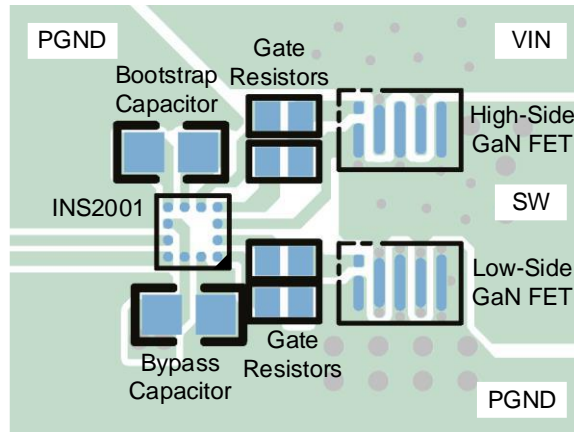 PGND
Gate
Resistors
VIN
Bootstrap
Capacitor
High-Side
GaN FET
INS2001
SW
Low-Side
GaN FET
Bypass
Capacitor
Gate
Resistors
PGND